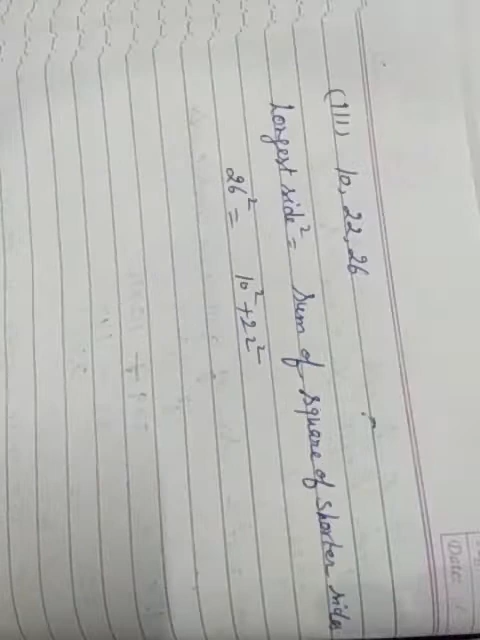 Date
(III) 10, 22, 26
Longest side² = sum of square of shorter side
26² = 10² + 22²